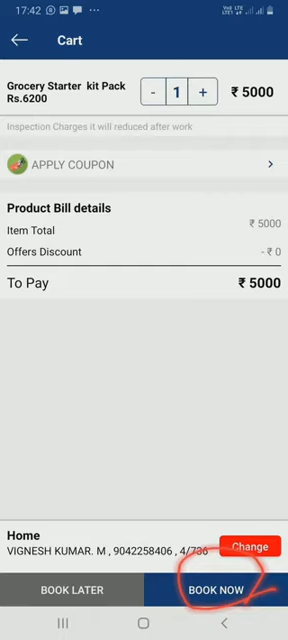 17:42
Cart
Grocery Starter kit Pack
Rs.6200
- 1 + ₹ 5000
Inspection Charges it will reduced after work
APPLY COUPON
Product Bill details
Item Total ₹ 5000
Offers Discount - ₹ 0
To Pay ₹ 5000
Home
VIGNESH KUMAR. M , 9042258406 , 4/736
Change
BOOK LATER BOOK NOW